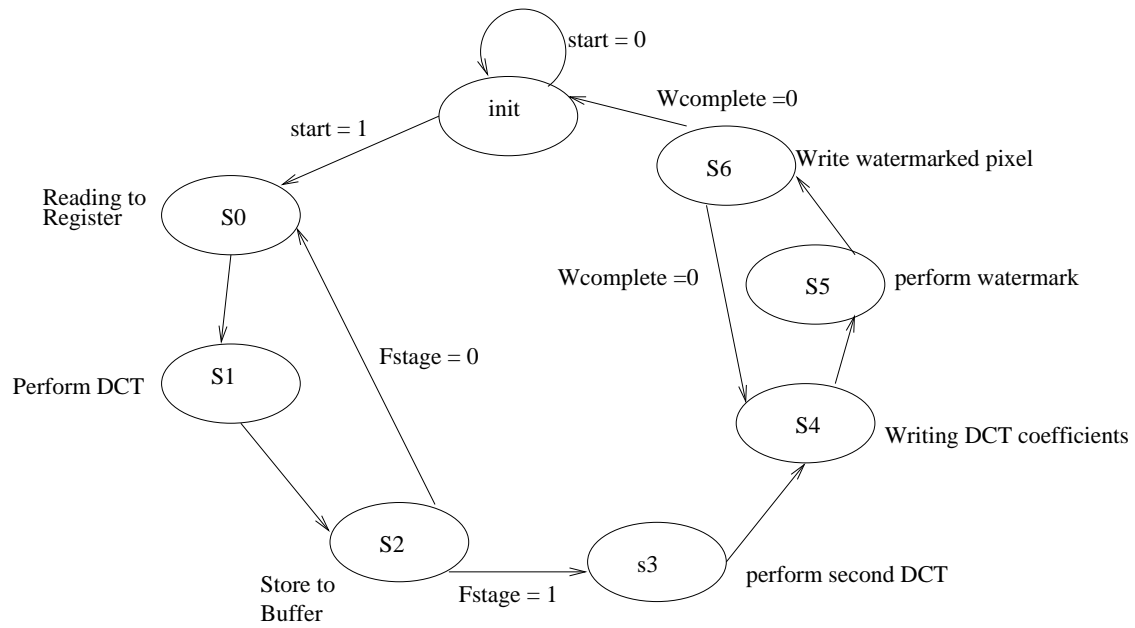 start = 0
init
Wcomplete =0
start = 1
S6
Write watermarked pixel
Reading to
Register
S0
Wcomplete =0
S5
perform watermark
Fstage = 0
S1
Perform DCT
S4
Writing DCT coefficients
S2
s3
perform second DCT
Store to
Buffer
Fstage = 1